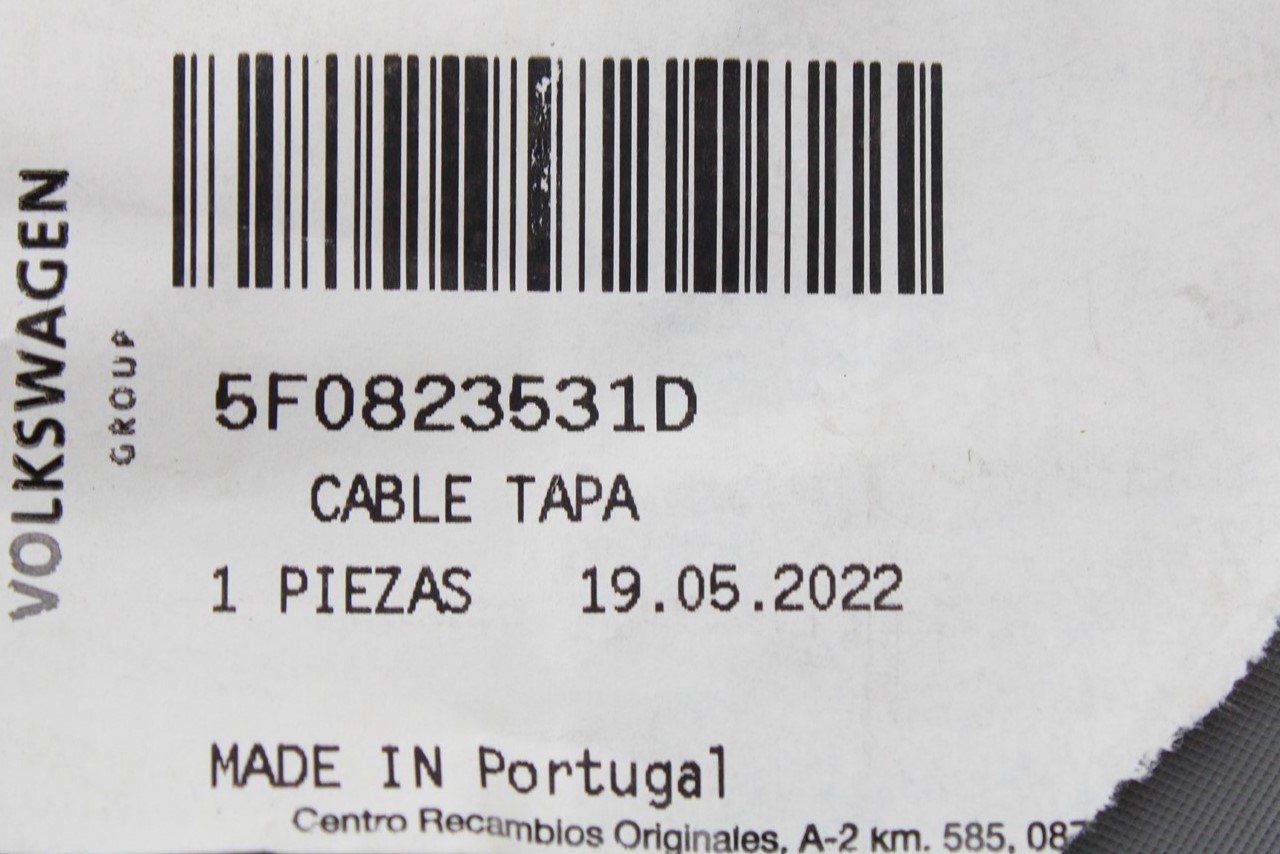 VOLKSWAGEN
GROUP
5F0823531D
CABLE TAPA
1 PIEZAS 19.05.2022
MADE IN Portugal
Centro Recambios Originales, A-2 km. 585, 087